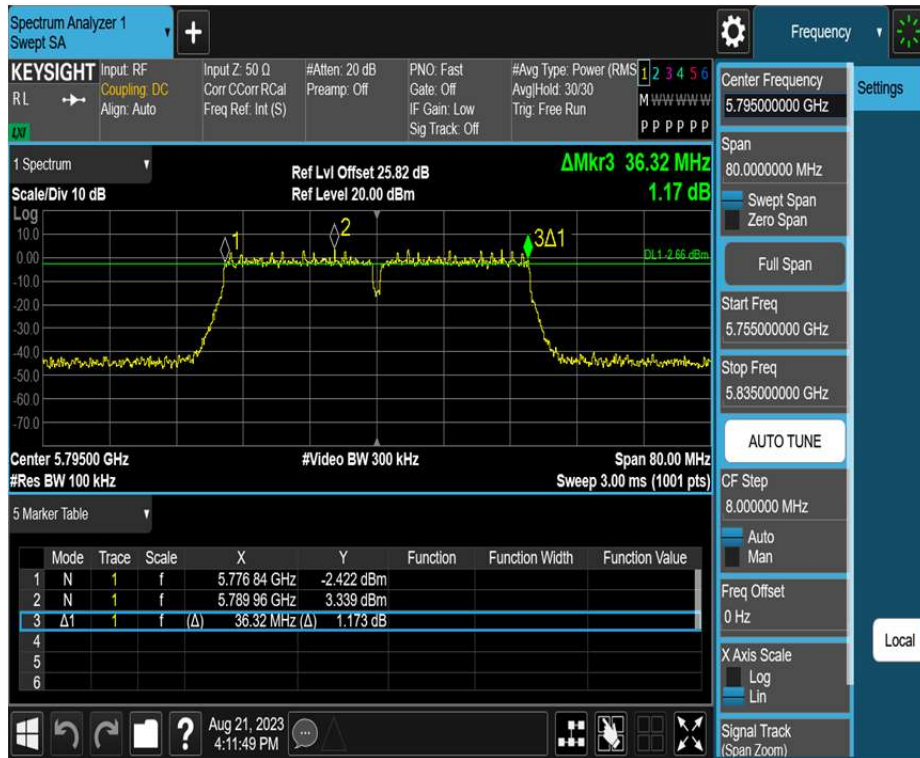 Spectrum Analyzer 1
Swept SA
+
Frequency
KEYSIGHT
RL
LXI
Input: RF
Coupling: DC
Align: Auto
Input Z: 50 Ω
Corr CCorr RCal
Freq Ref: Int (S)
#Atten: 20 dB
Preamp: Off
PNO: Fast
Gate: Off
IF Gain: Low
Sig Track: Off
#Avg Type: Power (RMS
Avg|Hold: 30/30
Trig: Free Run
1 2 3 4 5 6
M W W W W W
P P P P P P
1 Spectrum
Scale/Div 10 dB
Ref Lvl Offset 25.82 dB
Ref Level 20.00 dBm
ΔMkr3 36.32 MHz
1.17 dB
Log
10.0
0.00
-10.0
-20.0
-30.0
-40.0
-50.0
-60.0
-70.0
1
2
3Δ1
DL1 -2.66 dBm
Center 5.79500 GHz
#Video BW 300 kHz
Span 80.00 MHz
#Res BW 100 kHz
Sweep 3.00 ms (1001 pts)
5 Marker Table
Mode Trace Scale X Y Function Function Width Function Value
1 N 1 f 5.776 84 GHz -2.422 dBm
2 N 1 f 5.789 96 GHz 3.339 dBm
3 Δ1 1 f (Δ) 36.32 MHz (Δ) 1.173 dB
4
5
6
?
Aug 21, 2023
4:11:49 PM
Center Frequency
5.795000000 GHz
Settings
Span
80.0000000 MHz
Swept Span
Zero Span
Full Span
Start Freq
5.755000000 GHz
Stop Freq
5.835000000 GHz
AUTO TUNE
CF Step
8.000000 MHz
Auto
Man
Freq Offset
0 Hz
Local
X Axis Scale
Log
Lin
Signal Track
(Span Zoom)